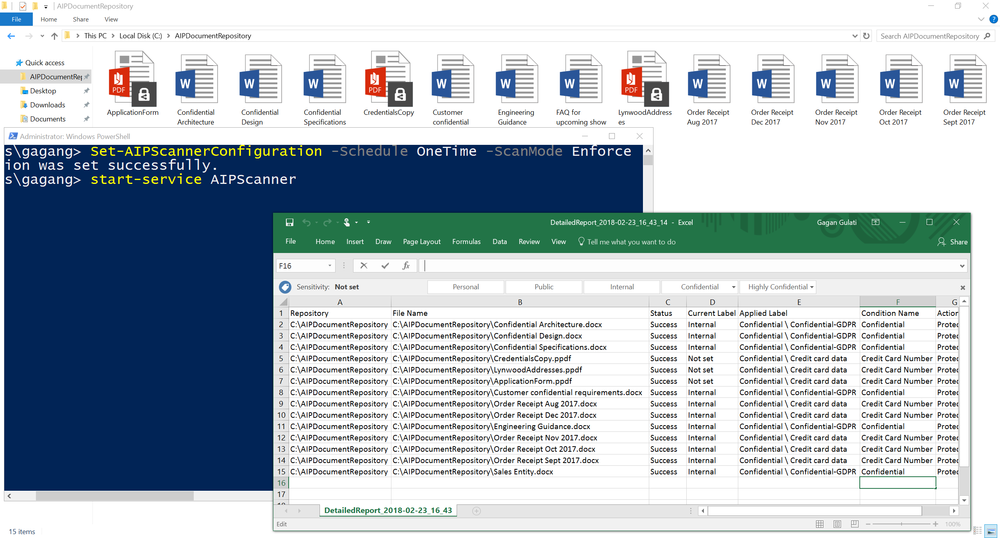 AIPDocumentRepository
File Home Share View
This PC Local Disk (C:) AIPDocumentRepository
Search AIPDocumentRepository
Quick access
AIPDocumentRep
Desktop
Downloads
Documents
PDF W W W PDF W W W PDF W W W W W
ApplicationForm
Confidential Architecture
Confidential Design
Confidential Specifications
CredentialsCopy
Customer confidential
Engineering Guidance
FAQ for upcoming show
LynwoodAddresses
Order Receipt Aug 2017
Order Receipt Dec 2017
Order Receipt Nov 2017
Order Receipt Oct 2017
Order Receipt Sept 2017
Administrator: Windows PowerShell
s\gagang> Set-AIPScannerConfiguration -Schedule OneTime -ScanMode Enforce
ion was set successfully.
s\gagang> start-service AIPScanner
DetailedReport_2018-02-23_16_43_14 - Excel Gagan Gulati
File Home Insert Draw Page Layout Formulas Data Review View Tell me what you want to do Share
F16 fx
Sensitivity: Not set Personal Public Internal Confidential Highly Confidential
A B C D E F G
1 Repository File Name Status Current Label Applied Label Condition Name Action
2 C:\AIPDocumentRepository C:\AIPDocumentRepository\Confidential Architecture.docx Success Internal Confidential \ Confidential-GDPR Confidential Protec
3 C:\AIPDocumentRepository C:\AIPDocumentRepository\Confidential Design.docx Success Internal Confidential \ Confidential-GDPR Confidential Protec
4 C:\AIPDocumentRepository C:\AIPDocumentRepository\Confidential Specifications.docx Success Internal Confidential \ Confidential-GDPR Confidential Protec
5 C:\AIPDocumentRepository C:\AIPDocumentRepository\CredentialsCopy.ppdf Success Not set Confidential \ Credit card data Credit Card Number Protec
6 C:\AIPDocumentRepository C:\AIPDocumentRepository\LynwoodAddresses.ppdf Success Not set Confidential \ Credit card data Credit Card Number Protec
7 C:\AIPDocumentRepository C:\AIPDocumentRepository\ApplicationForm.ppdf Success Not set Confidential \ Credit card data Credit Card Number Protec
8 C:\AIPDocumentRepository C:\AIPDocumentRepository\Customer confidential requirements.docx Success Internal Confidential \ Confidential-GDPR Confidential Protec
9 C:\AIPDocumentRepository C:\AIPDocumentRepository\Order Receipt Aug 2017.docx Success Internal Confidential \ Credit card data Credit Card Number Protec
10 C:\AIPDocumentRepository C:\AIPDocumentRepository\Order Receipt Dec 2017.docx Success Internal Confidential \ Credit card data Credit Card Number Protec
11 C:\AIPDocumentRepository C:\AIPDocumentRepository\Engineering Guidance.docx Success Internal Confidential \ Confidential-GDPR Confidential Protec
12 C:\AIPDocumentRepository C:\AIPDocumentRepository\Order Receipt Nov 2017.docx Success Internal Confidential \ Credit card data Credit Card Number Protec
13 C:\AIPDocumentRepository C:\AIPDocumentRepository\Order Receipt Oct 2017.docx Success Internal Confidential \ Credit card data Credit Card Number Protec
14 C:\AIPDocumentRepository C:\AIPDocumentRepository\Order Receipt Sept 2017.docx Success Internal Confidential \ Credit card data Credit Card Number Protec
15 C:\AIPDocumentRepository C:\AIPDocumentRepository\Sales Entity.docx Success Internal Confidential \ Confidential-GDPR Confidential Protec
16
17
DetailedReport_2018-02-23_16_43
Edit 100%
15 items